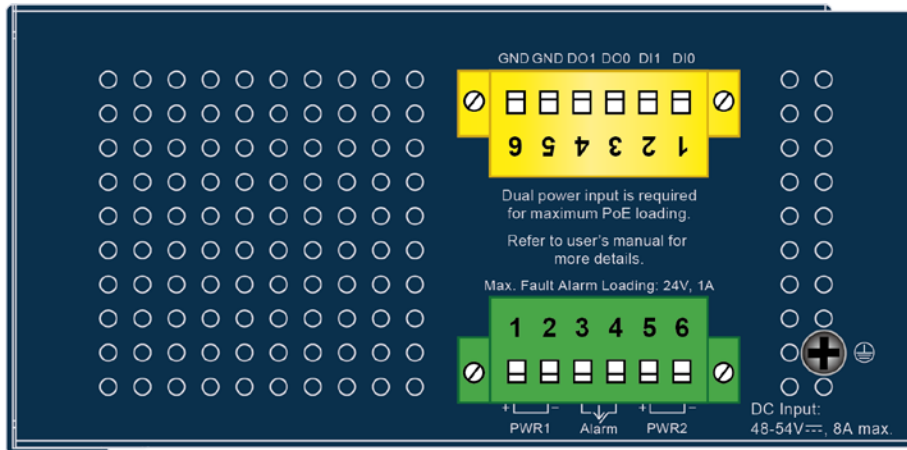 GND GND DO1 DO0 DI1 DI0
6 5 4 3 2 1
Dual power input is required
for maximum PoE loading.
Refer to user's manual for
more details.
Max. Fault Alarm Loading: 24V, 1A
1 2 3 4 5 6
+ − + −
PWR1 Alarm PWR2
DC Input:
48-54V⎓, 8A max.